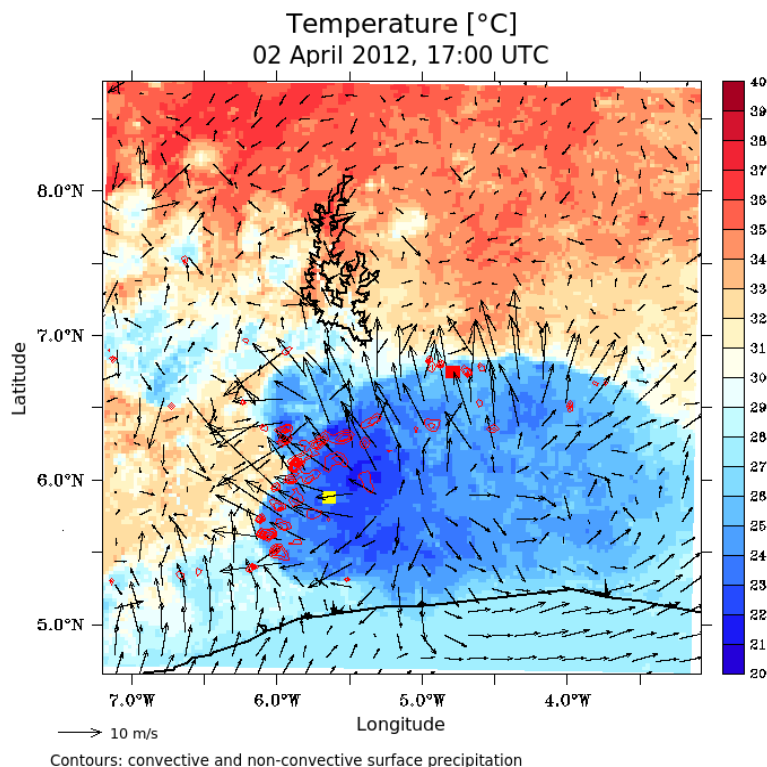 Temperature [°C]
02 April 2012, 17:00 UTC
40
39
38
37
36
35
34
33
32
31
30
29
28
27
26
25
24
23
22
21
20
8.0°N
7.0°N
6.0°N
5.0°N
Latitude
7.0°W 6.0°W 5.0°W 4.0°W
Longitude
10 m/s
Contours: convective and non-convective surface precipitation